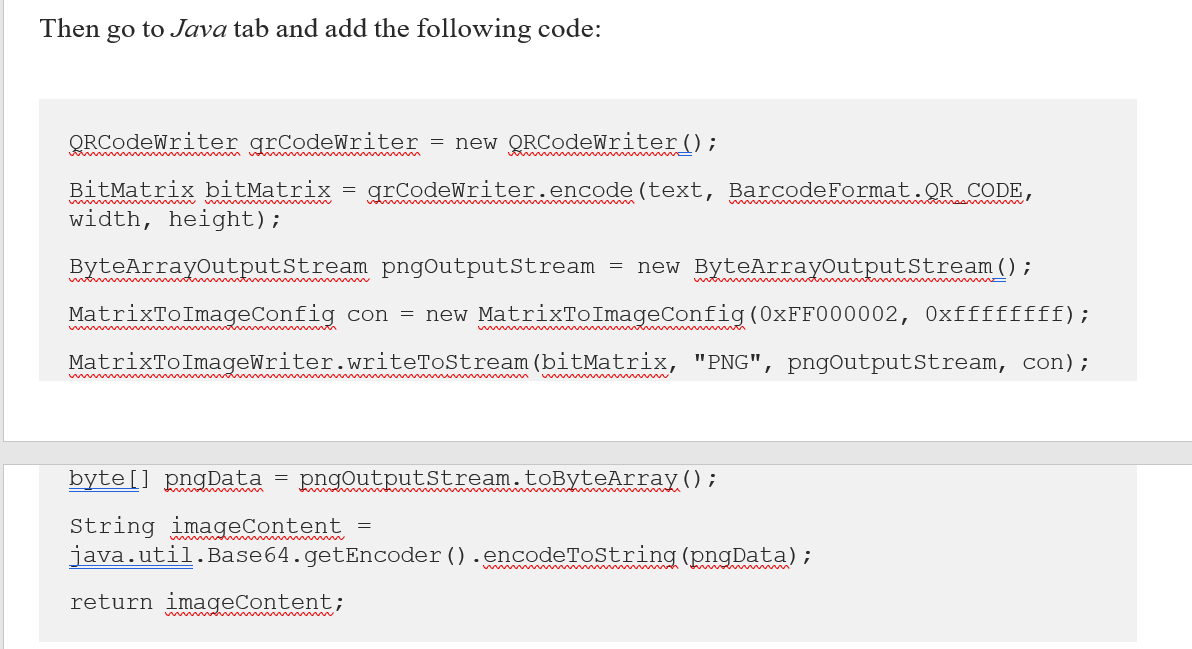 Then go to Java tab and add the following code:
QRCodeWriter qrCodeWriter = new QRCodeWriter();
BitMatrix bitMatrix = qrCodeWriter.encode(text, BarcodeFormat.QR_CODE,
width, height);
ByteArrayOutputStream pngOutputStream = new ByteArrayOutputStream();
MatrixToImageConfig con = new MatrixToImageConfig(0xFF000002, 0xffffffff);
MatrixToImageWriter.writeToStream(bitMatrix, "PNG", pngOutputStream, con);
byte[] pngData = pngOutputStream.toByteArray();
String imageContent =
java.util.Base64.getEncoder().encodeToString(pngData);
return imageContent;